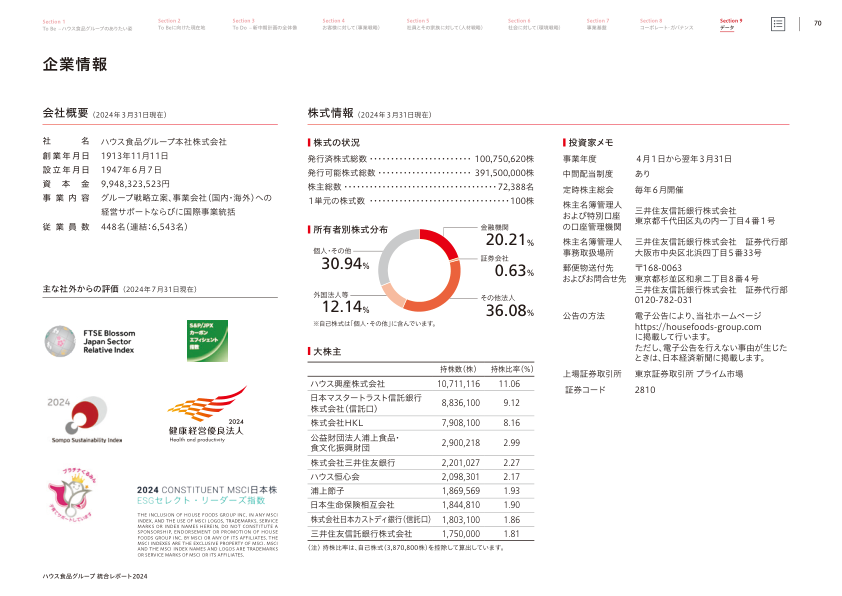 Section 1
To Be －ハウス食品グループのありたい姿
Section 2
To Beに向けた現在地
Section 3
To Do －新中期計画の全体像
Section 4
お客様に対して(事業戦略)
Section 5
社員とその家族に対して(人材戦略)
Section 6
社会に対して(環境戦略)
Section 7
事業基盤
Section 8
コーポレート・ガバナンス
Section 9
データ
70
企業情報
会社概要（2024年3月31日現在）
社名 ハウス食品グループ本社株式会社
創業年月日 1913年11月11日
設立年月日 1947年6月7日
資本金 9,948,323,523円
事業内容 グループ戦略立案、事業会社（国内・海外）への
経営サポートならびに国際事業統括
従業員数 448名（連結：6,543名）
主な社外からの評価（2024年7月31日現在）
FTSE Blossom
Japan Sector
Relative Index
S&P/JPX
カーボン
エフィシェント
指数
2024
Sompo Sustainability Index
2024
健康経営優良法人
Health and productivity
プラチナくるみん
子育てサポートしています
2024 CONSTITUENT MSCI日本株
ESGセレクト・リーダーズ指数
THE INCLUSION OF HOUSE FOODS GROUP INC, IN ANY MSCI
INDEX, AND THE USE OF MSCI LOGOS, TRADEMARKS, SERVICE
MARKS OR INDEX NAMES HEREIN, DO NOT CONSTITUTE A
SPONSORSHIP, ENDORSEMENT OR PROMOTION OF HOUSE
FOODS GROUP INC. BY MSCI OR ANY OF ITS AFFILIATES. THE
MSCI INDEXES ARE THE EXCLUSIVE PROPERTY OF MSCI. MSCI
AND THE MSCI INDEX NAMES AND LOGOS ARE TRADEMARKS
OR SERVICE MARKS OF MSCI OR ITS AFFILIATES.
株式情報（2024年3月31日現在）
株式の状況
発行済株式総数 ･･････････････････････ 100,750,620株
発行可能株式総数 ････････････････････ 391,500,000株
株主総数 ･･･････････････････････････ 72,388名
1単元の株式数 ･･･････････････････････ 100株
所有者別株式分布
金融機関
20.21%
証券会社
0.63%
その他法人
36.08%
外国法人等
12.14%
個人・その他
30.94%
※自己株式は「個人・その他」に含んでいます。
大株主
持株数（株） 持株比率（%）
ハウス興産株式会社 10,711,116 11.06
日本マスタートラスト信託銀行
株式会社（信託口） 8,836,100 9.12
株式会社HKL 7,908,100 8.16
公益財団法人浦上食品・
食文化振興財団 2,900,218 2.99
株式会社三井住友銀行 2,201,027 2.27
ハウス恒心会 2,098,301 2.17
浦上節子 1,869,569 1.93
日本生命保険相互会社 1,844,810 1.90
株式会社日本カストディ銀行（信託口） 1,803,100 1.86
三井住友信託銀行株式会社 1,750,000 1.81
（注） 持株比率は、自己株式（3,870,800株）を控除して算出しています。
投資家メモ
事業年度 4月1日から翌年3月31日
中間配当制度 あり
定時株主総会 毎年6月開催
株主名簿管理人
および特別口座
の口座管理機関
三井住友信託銀行株式会社
東京都千代田区丸の内一丁目4番1号
株主名簿管理人
事務取扱場所
三井住友信託銀行株式会社 証券代行部
大阪市中央区北浜四丁目5番33号
郵便物送付先
およびお問合せ先
〒168-0063
東京都杉並区和泉二丁目8番4号
三井住友信託銀行株式会社 証券代行部
0120-782-031
公告の方法 電子公告により、当社ホームページ
https://housefoods-group.com
に掲載して行います。
ただし、電子公告を行えない事由が生じた
ときは、日本経済新聞に掲載します。
上場証券取引所 東京証券取引所 プライム市場
証券コード 2810
ハウス食品グループ 統合レポート2024